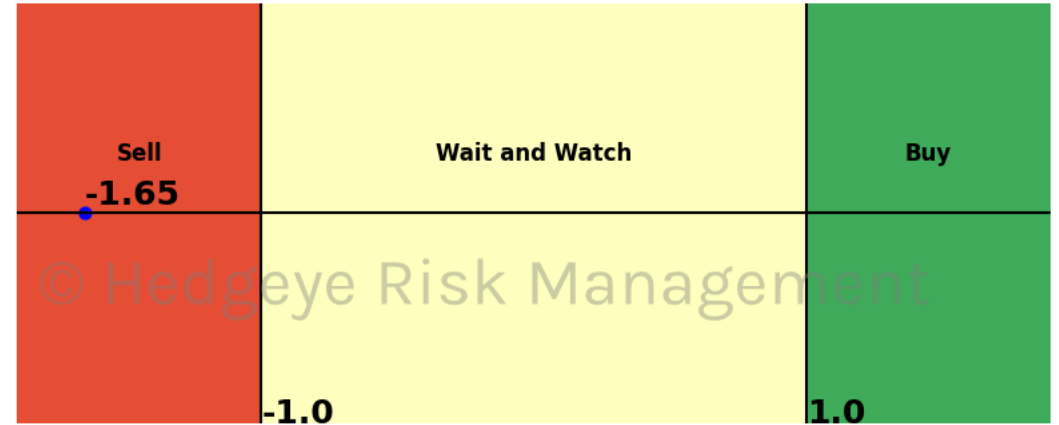 Sell
Wait and Watch
Buy
-1.65
© Hedgeye Risk Management
-1.0
1.0